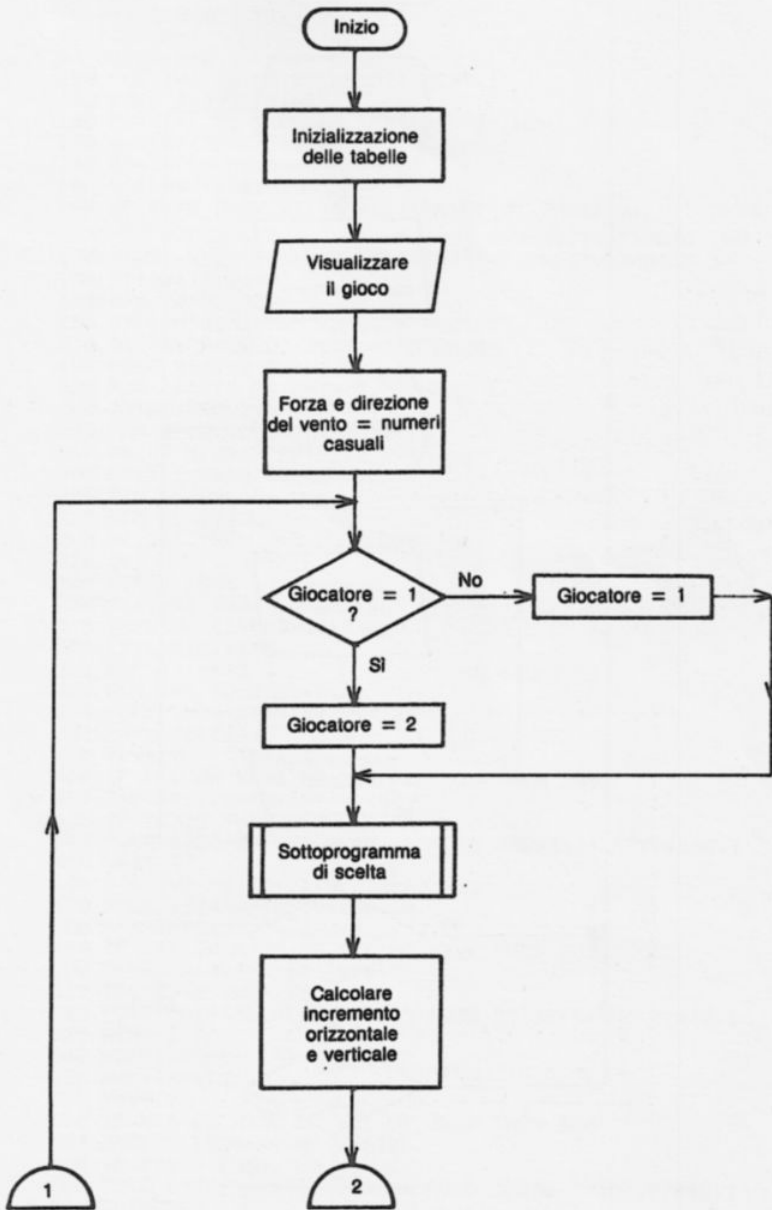 Inizio
Inizializzazione
delle tabelle
Visualizzare
il gioco
Forza e direzione
del vento = numeri
casuali
Giocatore = 1
?
No
Giocatore = 1
Sì
Giocatore = 2
Sottoprogramma
di scelta
Calcolare
incremento
orizzontale
e verticale
1
2